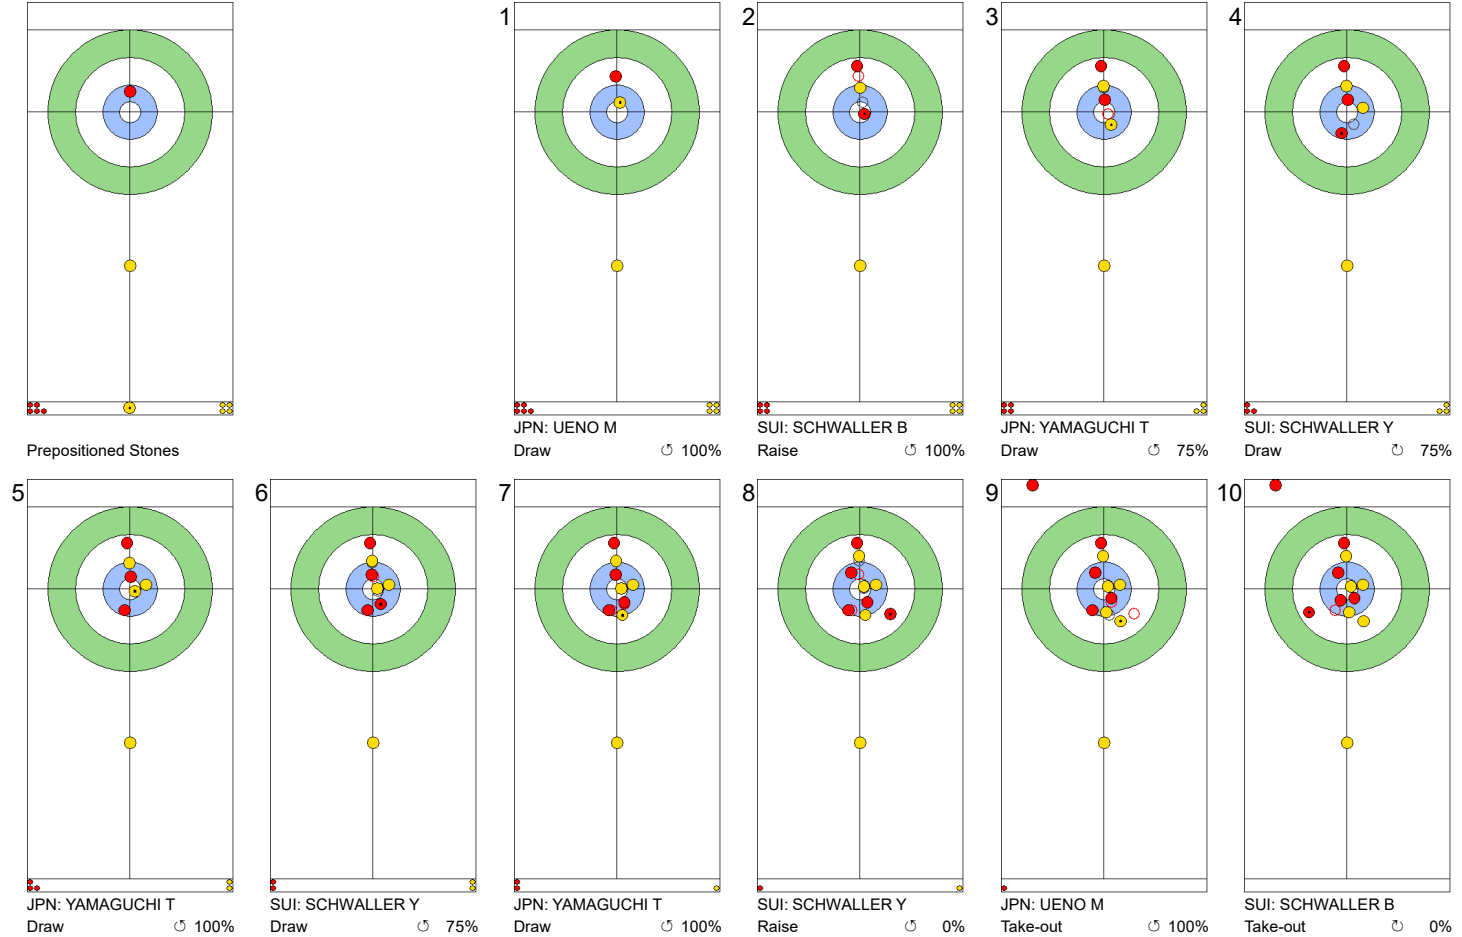 Prepositioned Stones
1
JPN: UENO M
Draw ↺ 100%
2
SUI: SCHWALLER B
Raise ↺ 100%
3
JPN: YAMAGUCHI T
Draw ↺ 75%
4
SUI: SCHWALLER Y
Draw ↻ 75%
5
JPN: YAMAGUCHI T
Draw ↺ 100%
6
SUI: SCHWALLER Y
Draw ↺ 75%
7
JPN: YAMAGUCHI T
Draw ↺ 100%
8
SUI: SCHWALLER Y
Raise ↺ 0%
9
JPN: UENO M
Take-out ↺ 100%
10
SUI: SCHWALLER B
Take-out ↻ 0%